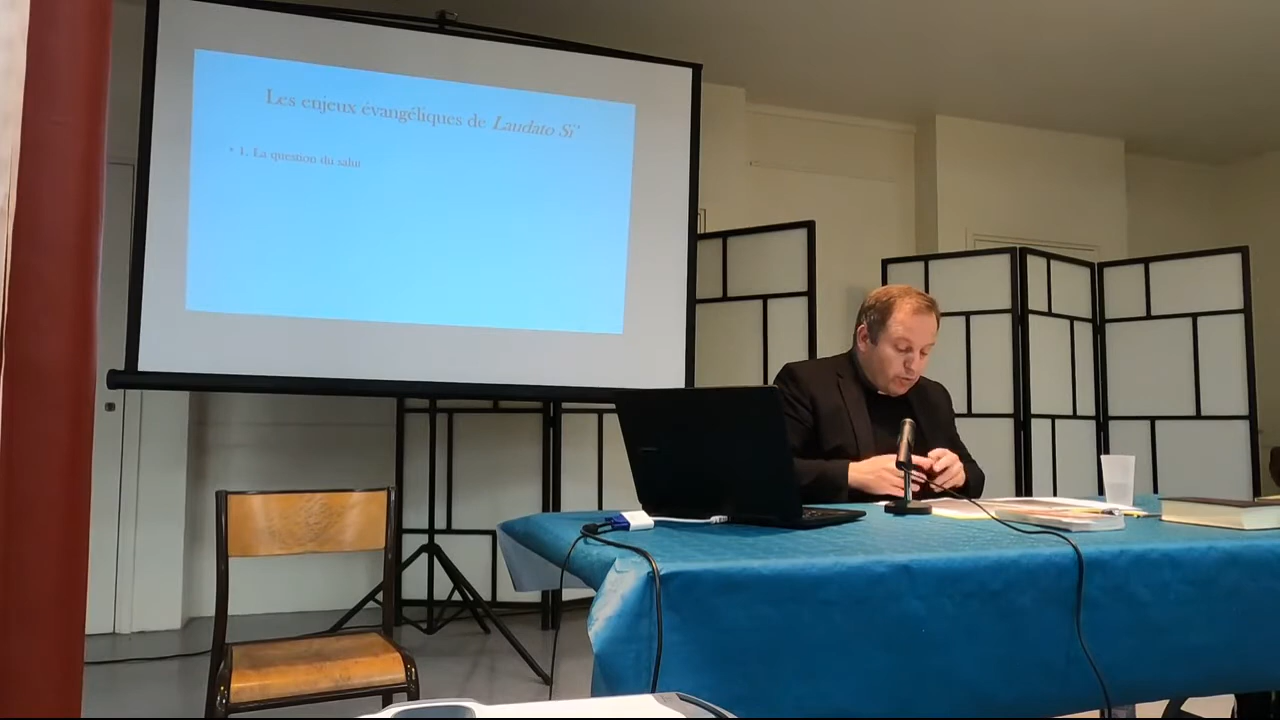 Les enjeux évangéliques de Laudato Si'
• 1. La question du salut